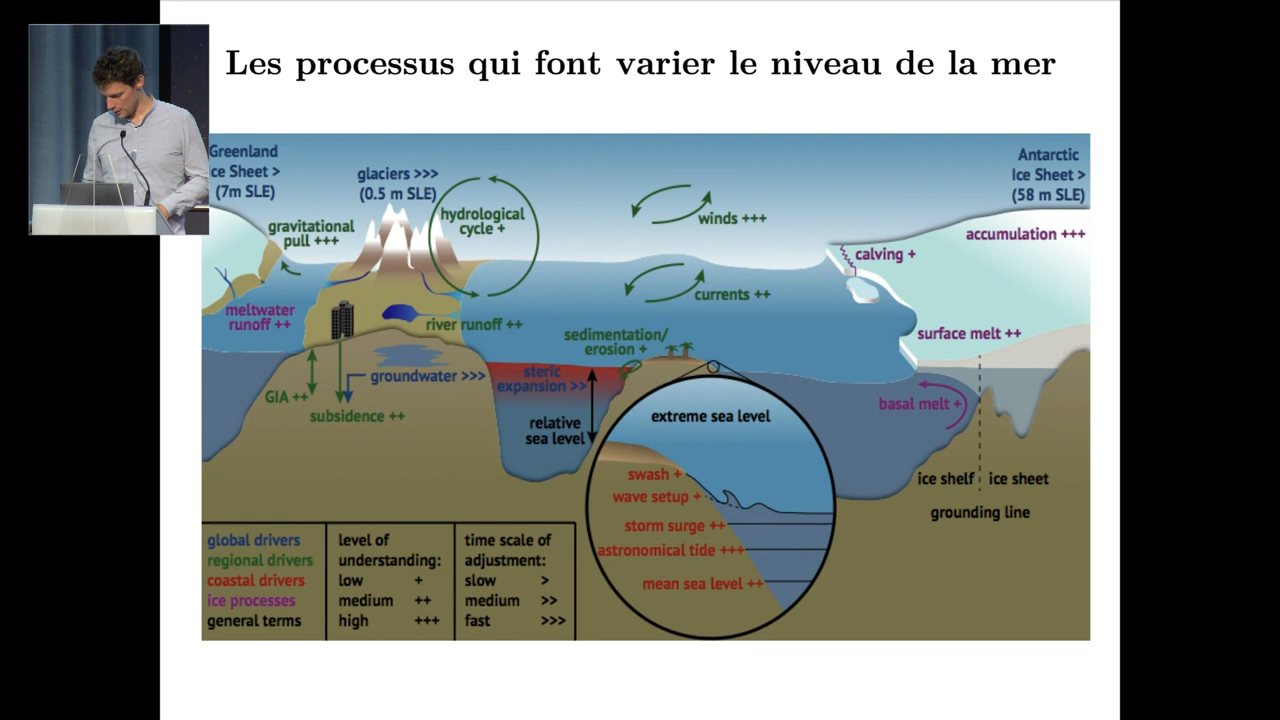 Les processus qui font varier le niveau de la mer
Greenland
ce Sheet >
(7m SLE)
glaciers >>>
(0.5 m SLE)
Antarctic
Ice Sheet >
(58 m SLE)
gravitational
pull +++
hydrological
cycle +
winds +++
accumulation +++
calving +
currents ++
meltwater
runoff ++
river runoff ++
surface melt ++
sedimentation/
erosion +
groundwater >>>
steric
expansion >>
GIA ++
subsidence ++
relative
sea level
extreme sea level
basal melt +
swash +
wave setup +
storm surge ++
astronomical tide +++
mean sea level ++
ice shelf
ice sheet
grounding line
global drivers
regional drivers
coastal drivers
ice processes
general terms
level of
understanding:
low +
medium ++
high +++
time scale of
adjustment:
slow >
medium >>
fast >>>